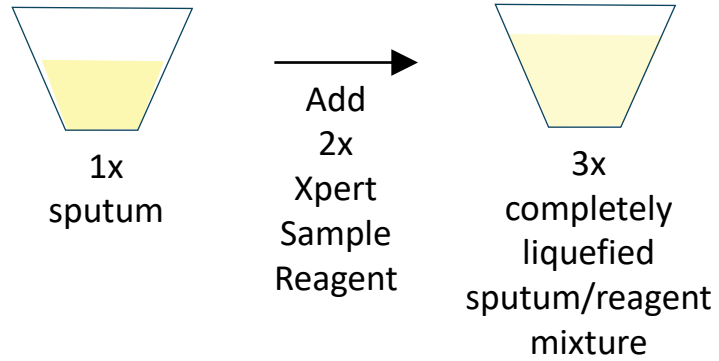 1x
sputum
Add
2x
Xpert
Sample
Reagent
3x
completely
liquefied
sputum/reagent
mixture